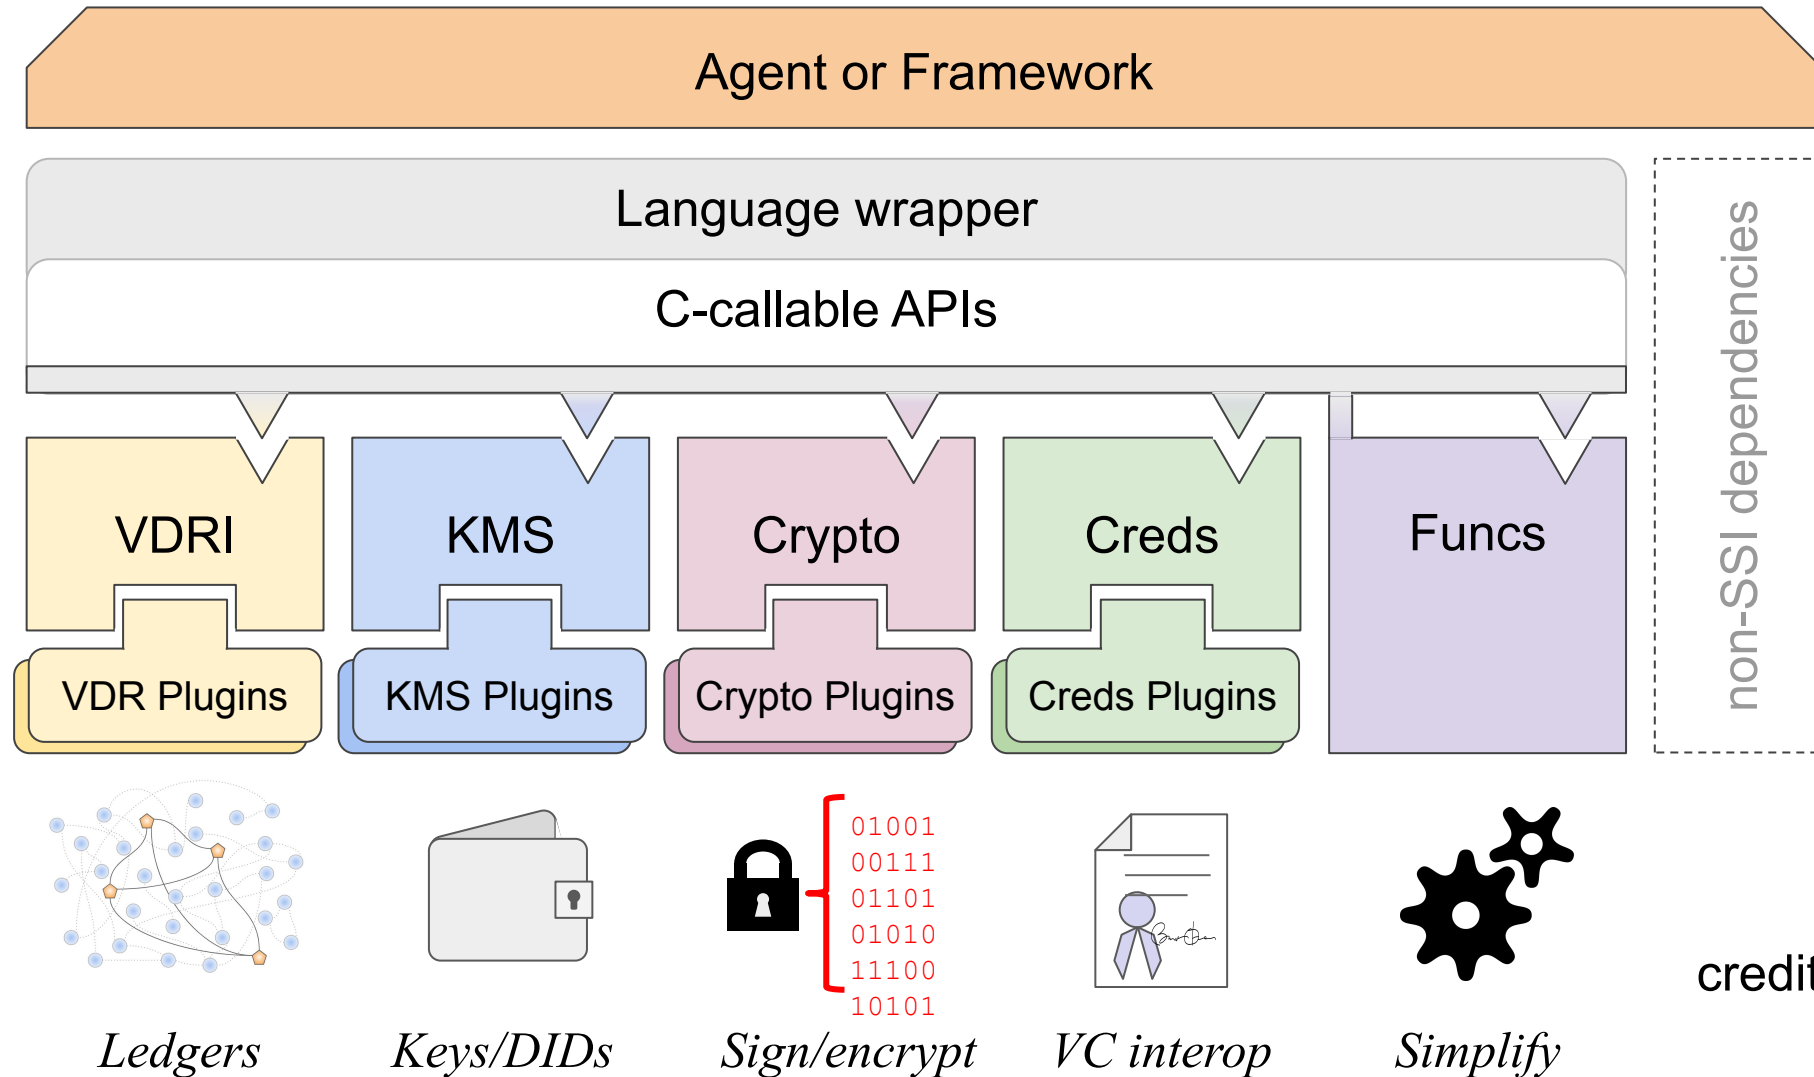 Agent or Framework
Language wrapper
C-callable APIs
non-SSI dependencies
VDRI
KMS
Crypto
Creds
Funcs
VDR Plugins
KMS Plugins
Crypto Plugins
Creds Plugins
01001
00111
01101
01010
11100
10101
credit
Ledgers
Keys/DIDs
Sign/encrypt
VC interop
Simplify